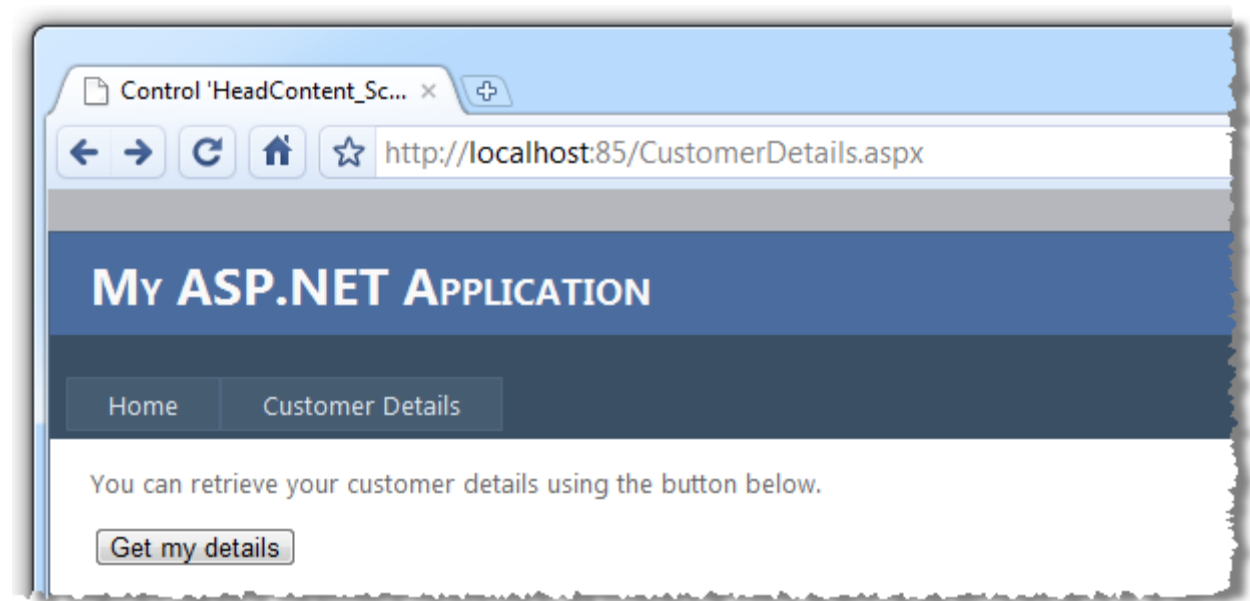 Control 'HeadContent_Sc...
http://localhost:85/CustomerDetails.aspx
My ASP.NET Application
Home Customer Details
You can retrieve your customer details using the button below.
Get my details